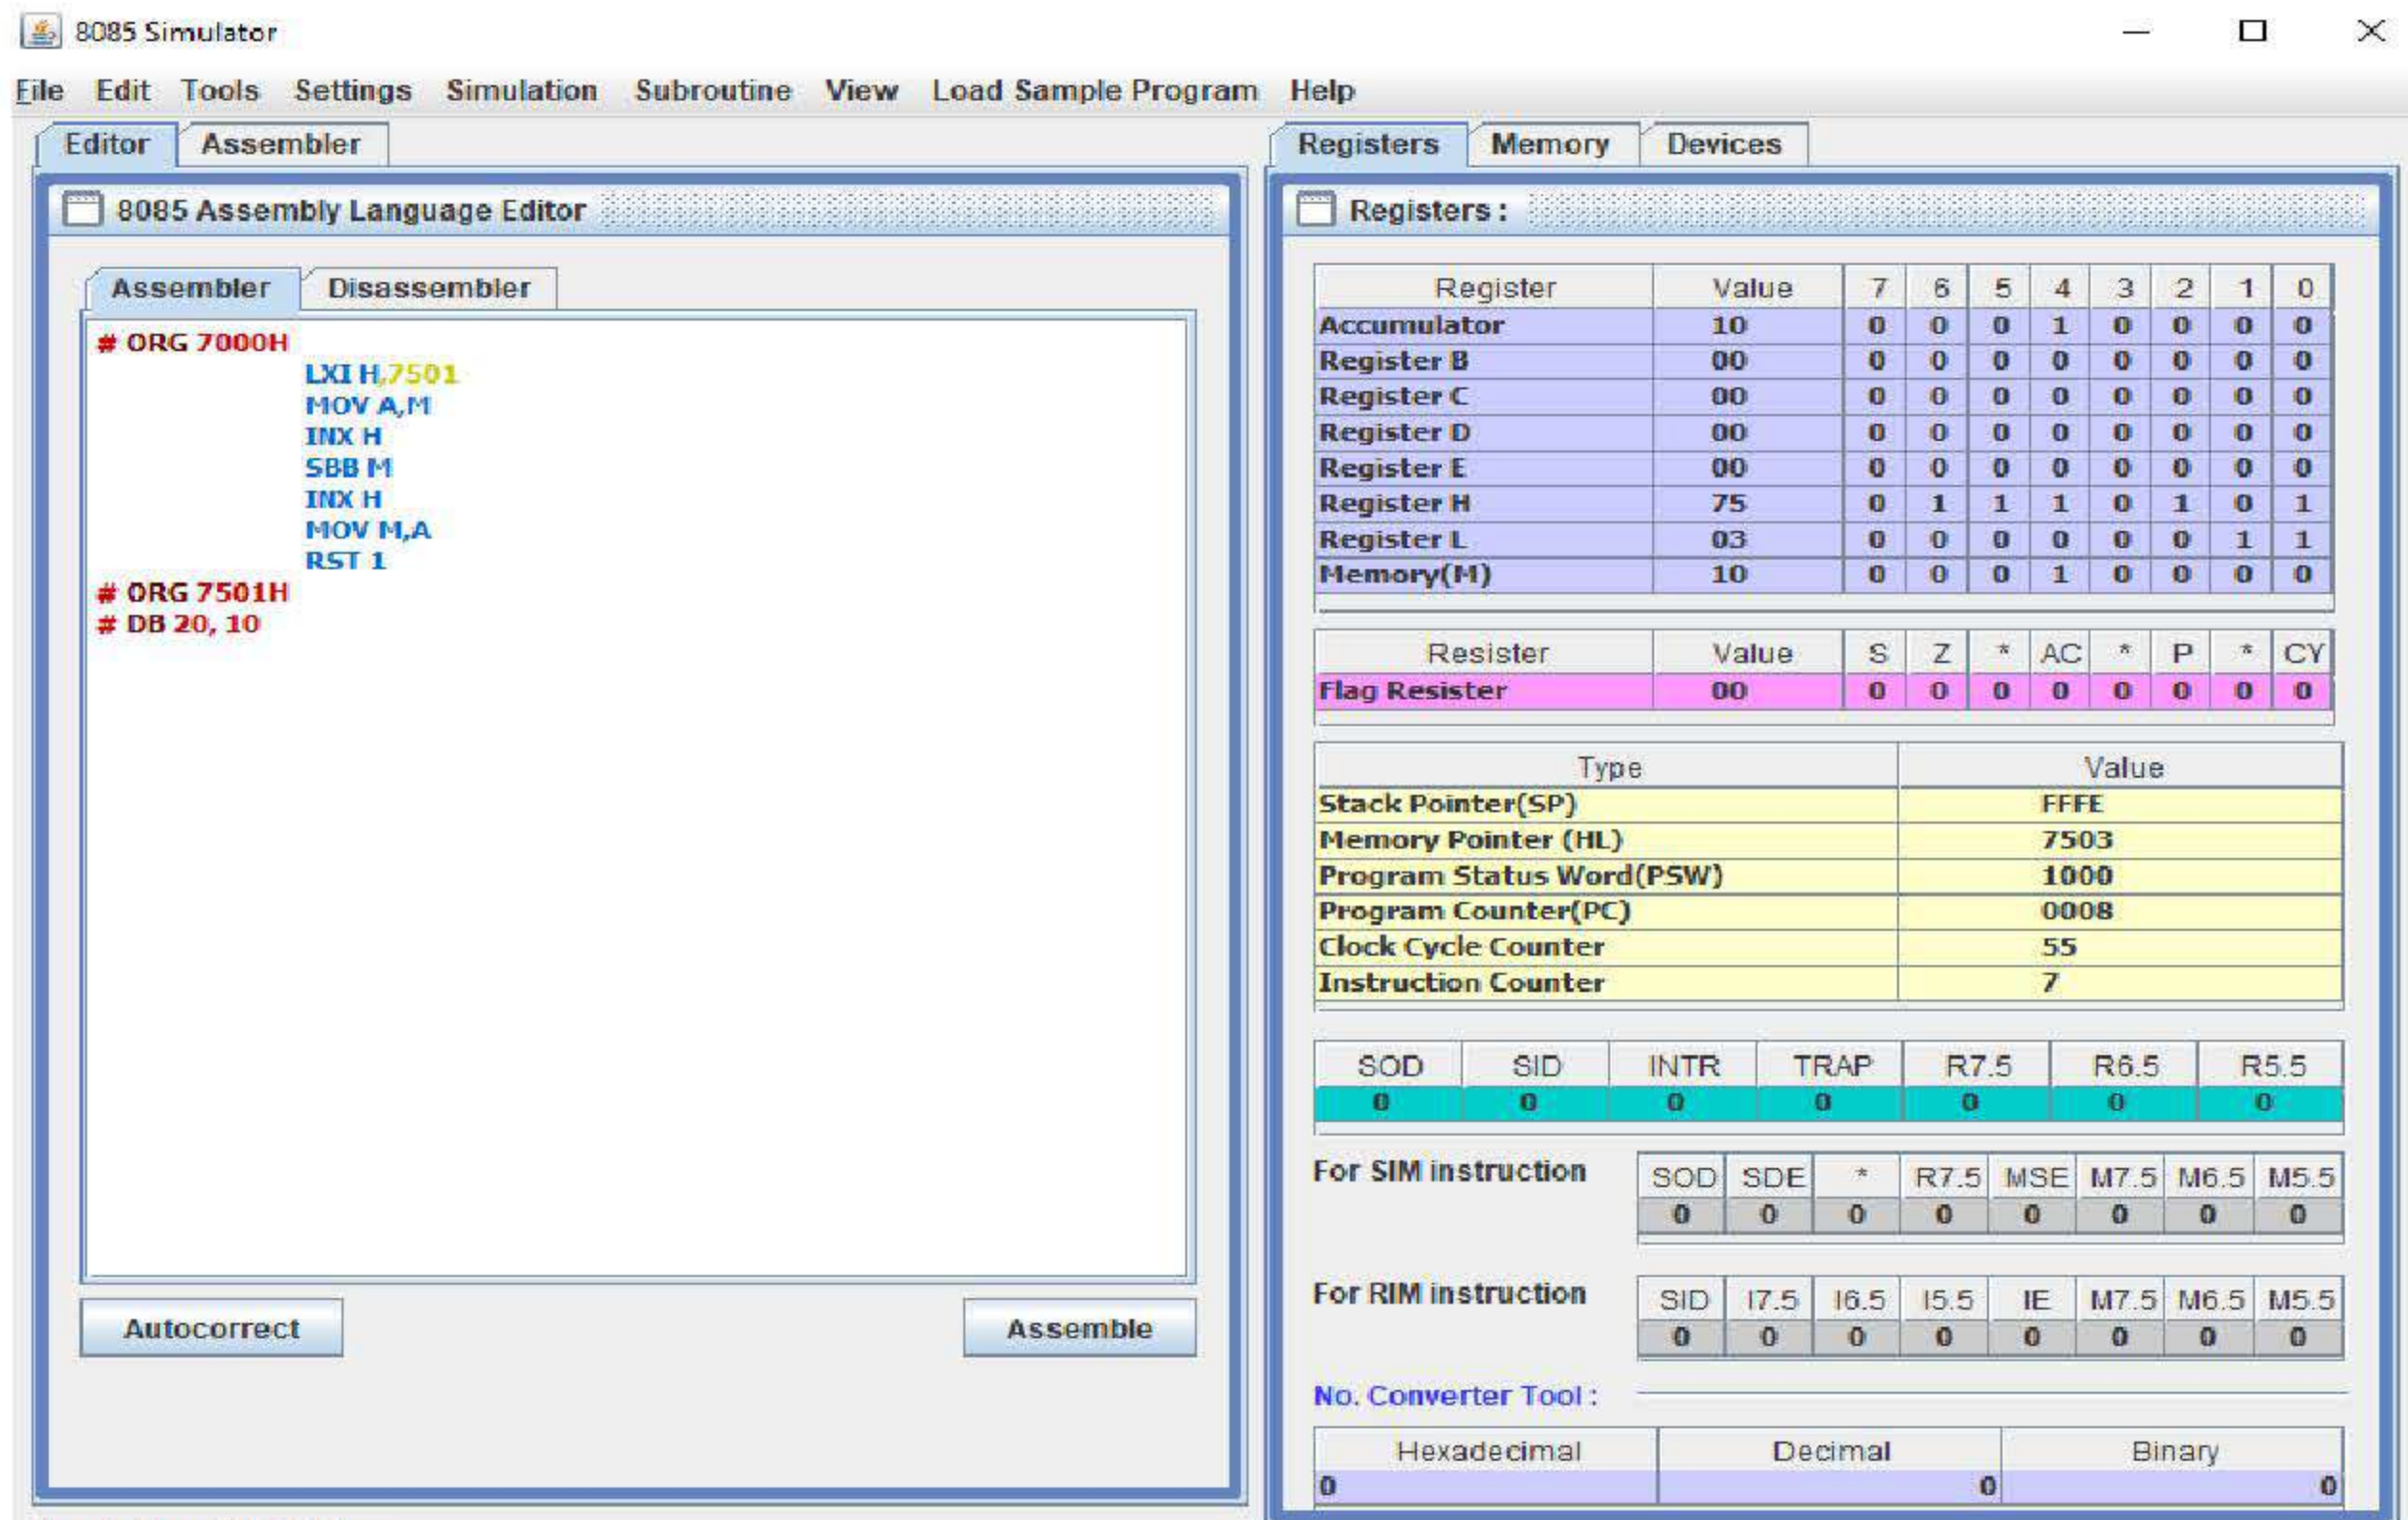 8085 Simulator
File Edit Tools Settings Simulation Subroutine View Load Sample Program Help
Editor Assembler
8085 Assembly Language Editor
Assembler Disassembler
# ORG 7000H
LXI H,7501
MOV A,M
INX H
SBB M
INX H
MOV M,A
RST 1
# ORG 7501H
# DB 20, 10
Autocorrect Assemble
Registers Memory Devices
Registers :
Register Value 7 6 5 4 3 2 1 0
Accumulator 10 0 0 0 1 0 0 0 0
Register B 00 0 0 0 0 0 0 0 0
Register C 00 0 0 0 0 0 0 0 0
Register D 00 0 0 0 0 0 0 0 0
Register E 00 0 0 0 0 0 0 0 0
Register H 75 0 1 1 1 0 1 0 1
Register L 03 0 0 0 0 0 0 1 1
Memory(M) 10 0 0 0 1 0 0 0 0
Resister Value S Z * AC * P * CY
Flag Resister 00 0 0 0 0 0 0 0 0
Type Value
Stack Pointer(SP) FFFE
Memory Pointer (HL) 7503
Program Status Word(PSW) 1000
Program Counter(PC) 0008
Clock Cycle Counter 55
Instruction Counter 7
SOD SID INTR TRAP R7.5 R6.5 R5.5
0 0 0 0 0 0 0
For SIM instruction SOD SDE * R7.5 MSE M7.5 M6.5 M5.5
0 0 0 0 0 0 0 0
For RIM instruction SID I7.5 I6.5 I5.5 IE M7.5 M6.5 M5.5
0 0 0 0 0 0 0 0
No. Converter Tool :
Hexadecimal Decimal Binary
0 0 0